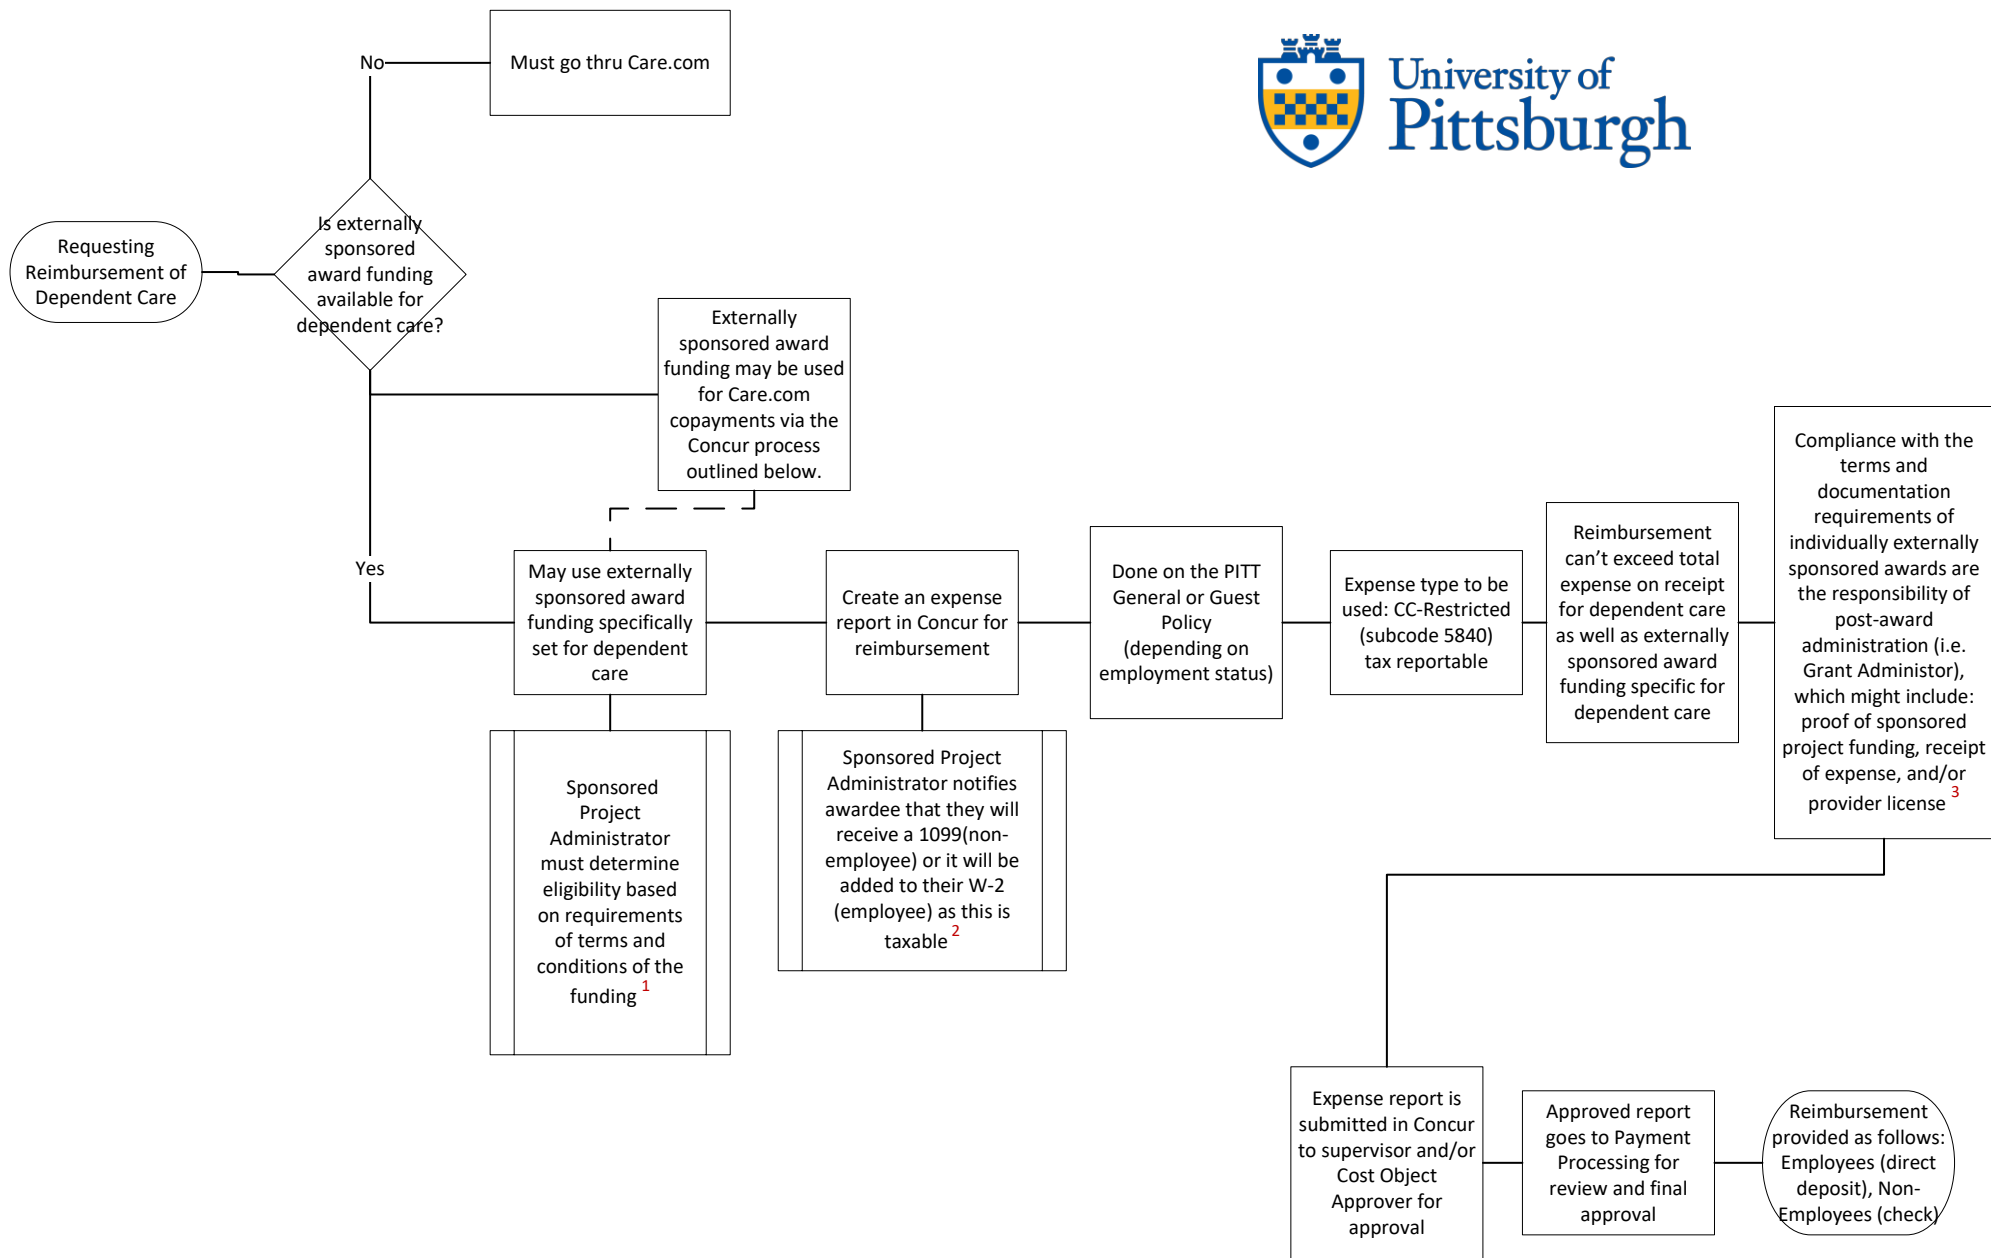 No
Must go thru Care.com
University of
Pittsburgh
Requesting
Reimbursement of
Dependent Care
Is externally
sponsored
award funding
available for
dependent care?
Externally
sponsored award
funding may be used
for Care.com
copayments via the
Concur process
outlined below.
Yes
May use externally
sponsored award
funding specifically
set for dependent
care
Create an expense
report in Concur for
reimbursement
Done on the PITT
General or Guest
Policy
(depending on
employment status)
Expense type to be
used: CC-Restricted
(subcode 5840)
tax reportable
Reimbursement
can't exceed total
expense on receipt
for dependent care
as well as externally
sponsored award
funding specific for
dependent care
Compliance with the
terms and
documentation
requirements of
individually externally
sponsored awards are
the responsibility of
post-award
administration (i.e.
Grant Administor),
which might include:
proof of sponsored
project funding, receipt
of expense, and/or
provider license 3
Sponsored
Project
Administrator
must determine
eligibility based
on requirements
of terms and
conditions of the
funding 1
Sponsored Project
Administrator notifies
awardee that they will
receive a 1099(non-
employee) or it will be
added to their W-2
(employee) as this is
taxable 2
Expense report is
submitted in Concur
to supervisor and/or
Cost Object
Approver for
approval
Approved report
goes to Payment
Processing for
review and final
approval
Reimbursement
provided as follows:
Employees (direct
deposit), Non-
Employees (check)